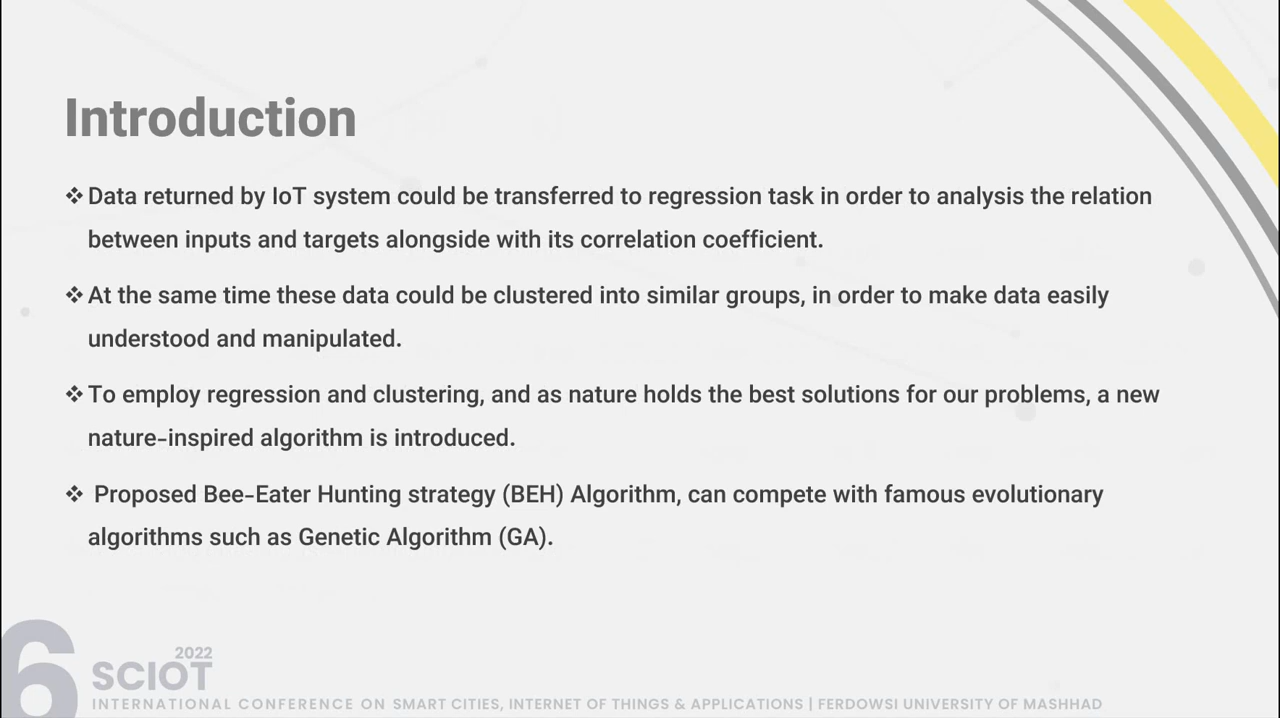 Introduction
❖ Data returned by IoT system could be transferred to regression task in order to analysis the relation
between inputs and targets alongside with its correlation coefficient.
❖ At the same time these data could be clustered into similar groups, in order to make data easily
understood and manipulated.
❖ To employ regression and clustering, and as nature holds the best solutions for our problems, a new
nature-inspired algorithm is introduced.
❖ Proposed Bee-Eater Hunting strategy (BEH) Algorithm, can compete with famous evolutionary
algorithms such as Genetic Algorithm (GA).
6
2022
SCIOT
INTERNATIONAL CONFERENCE ON SMART CITIES, INTERNET OF THINGS & APPLICATIONS | FERDOWSI UNIVERSITY OF MASHHAD